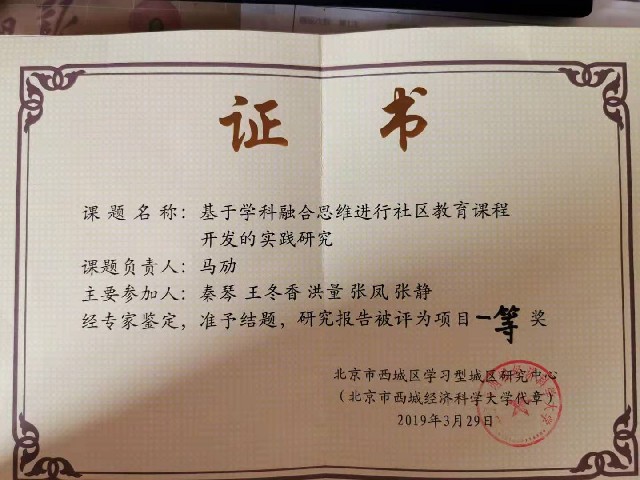 证 书
课题名称：基于学科融合思维进行社区教育课程
开发的实践研究
课题负责人：马劢
主要参加人：秦琴 王冬香 洪量 张凤 张静
经专家鉴定，准予结题，研究报告被评为项目一等奖
北京市西城区学习型城区研究中心
（北京市西城经济科学大学代章）
2019年3月29日